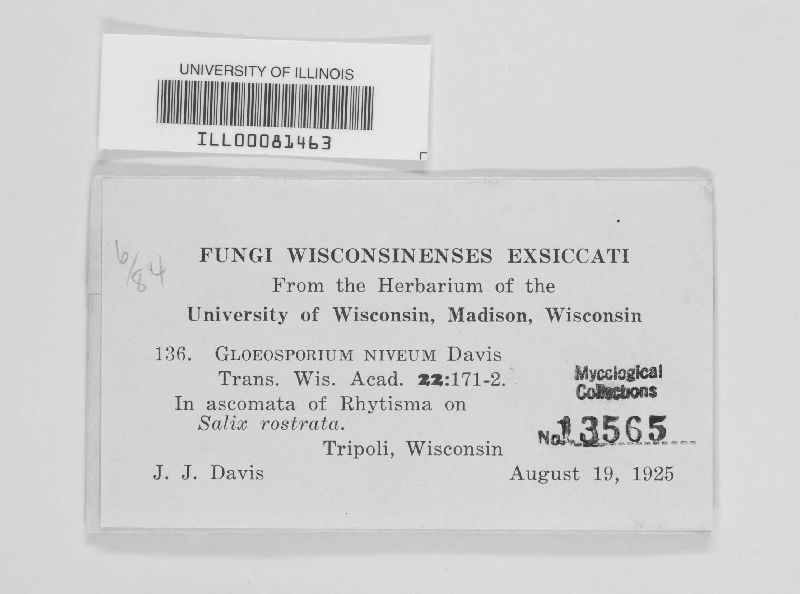 UNIVERSITY OF ILLINOIS
ILL00081463
6/84
FUNGI WISCONSINENSES EXSICCATI
From the Herbarium of the
University of Wisconsin, Madison, Wisconsin
136. GLOEOSPORIUM NIVEUM Davis
Trans. Wis. Acad. 22:171-2.
In ascomata of Rhytisma on
Salix rostrata.
Tripoli, Wisconsin
Mycological
Collections
No. 13565
J. J. Davis August 19, 1925